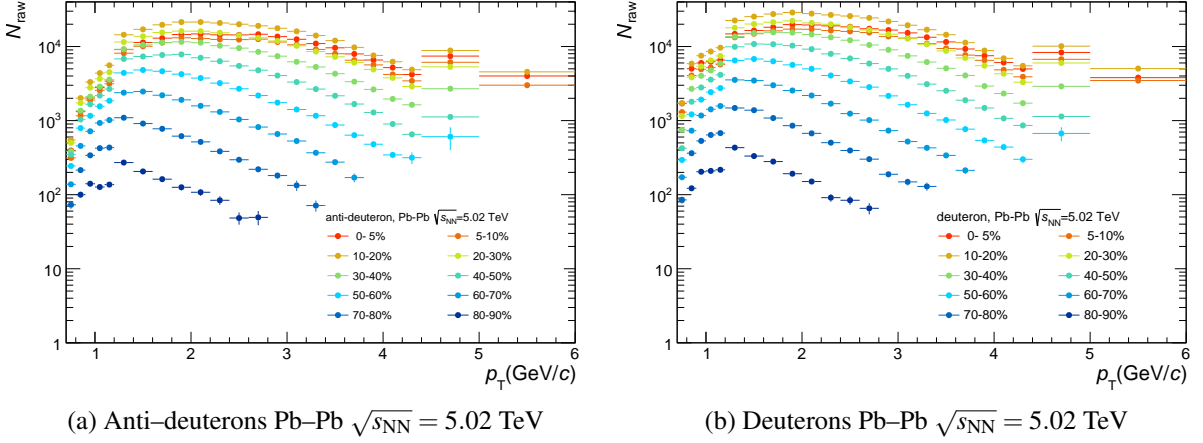 N_raw
10^4
10^3
10^2
10
1
anti-deuteron, Pb-Pb √s_NN=5.02 TeV
0- 5% 5-10%
10-20% 20-30%
30-40% 40-50%
50-60% 60-70%
70-80% 80-90%
1 2 3 4 5 6
p_T(GeV/c)
(a) Anti–deuterons Pb–Pb √s_NN = 5.02 TeV
N_raw
10^5
10^4
10^3
10^2
10
1
deuteron, Pb-Pb √s_NN=5.02 TeV
0- 5% 5-10%
10-20% 20-30%
30-40% 40-50%
50-60% 60-70%
70-80% 80-90%
1 2 3 4 5 6
p_T(GeV/c)
(b) Deuterons Pb–Pb √s_NN = 5.02 TeV